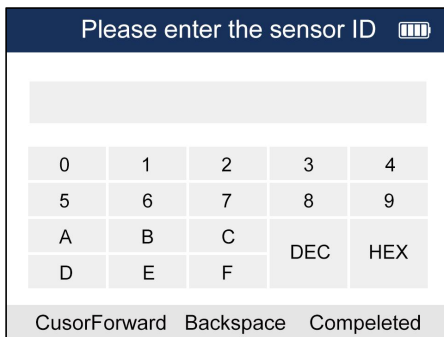 Please enter the sensor ID
0 1 2 3 4
5 6 7 8 9
A B C DEC HEX
D E F
CusorForward Backspace Compeleted